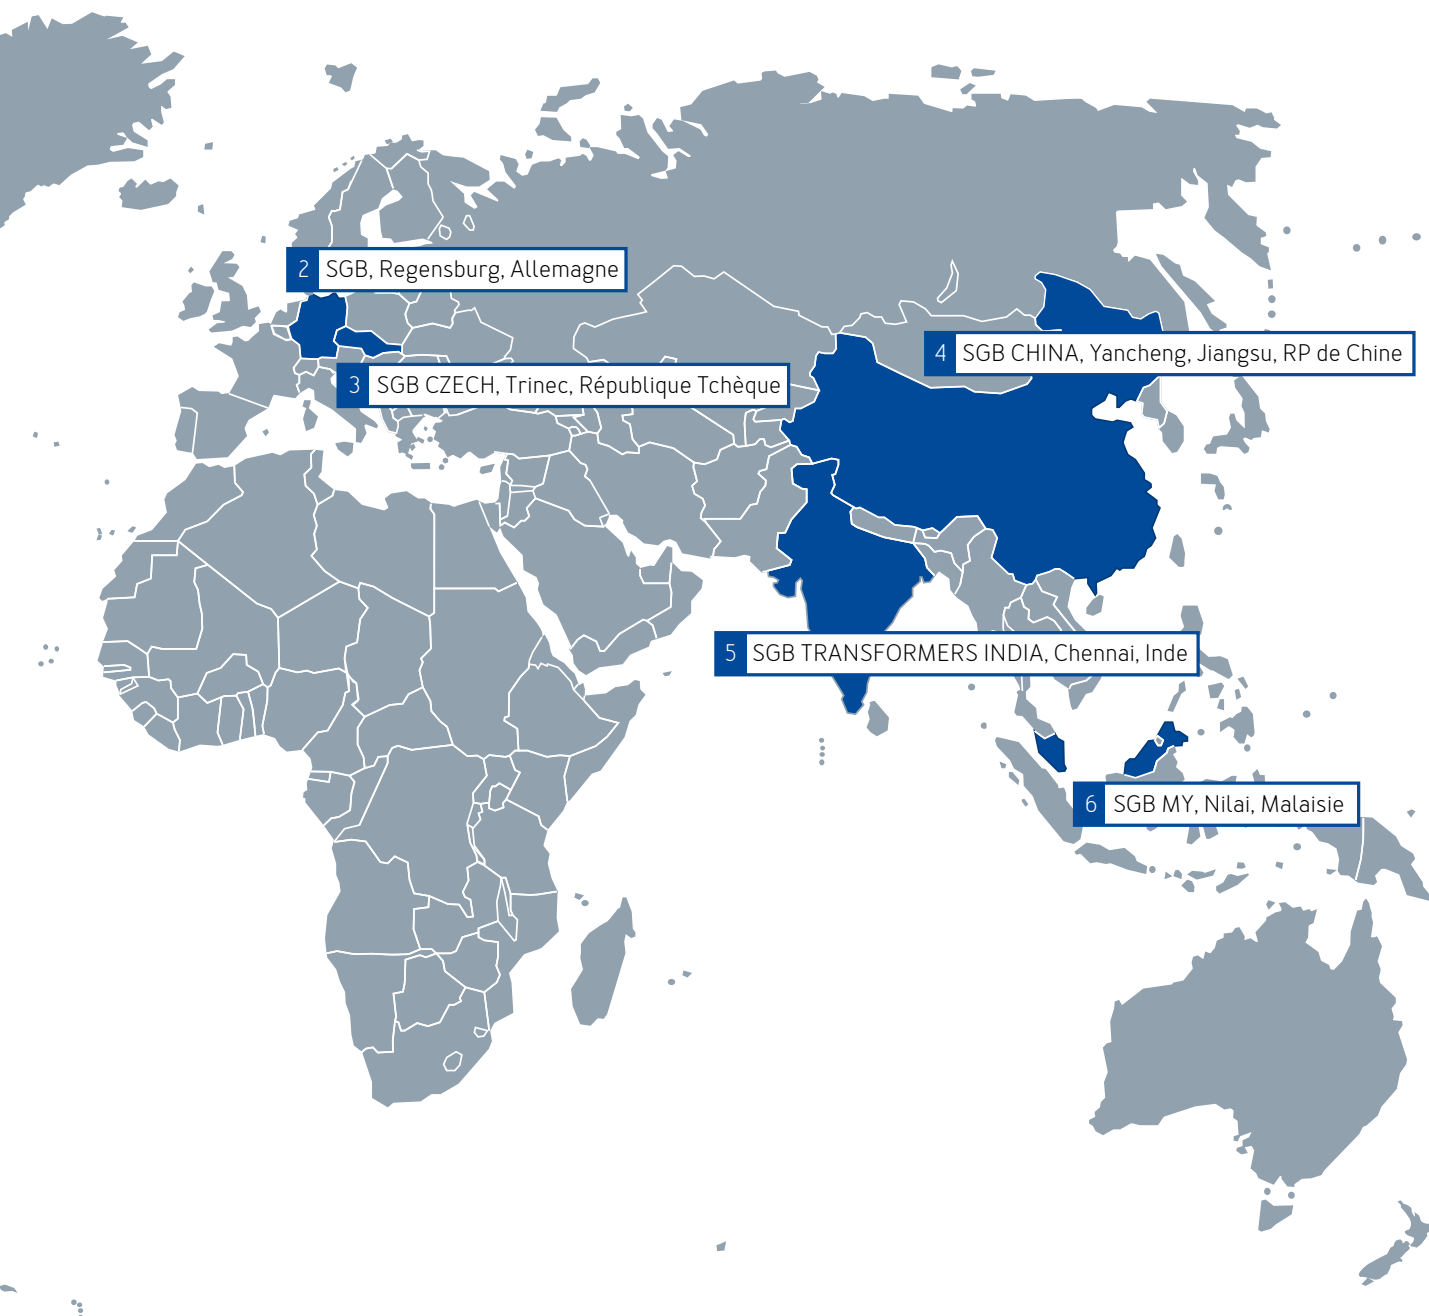 2 SGB, Regensburg, Allemagne
4 SGB CHINA, Yancheng, Jiangsu, RP de Chine
3 SGB CZECH, Trinec, République Tchèque
5 SGB TRANSFORMERS INDIA, Chennai, Inde
6 SGB MY, Nilai, Malaisie